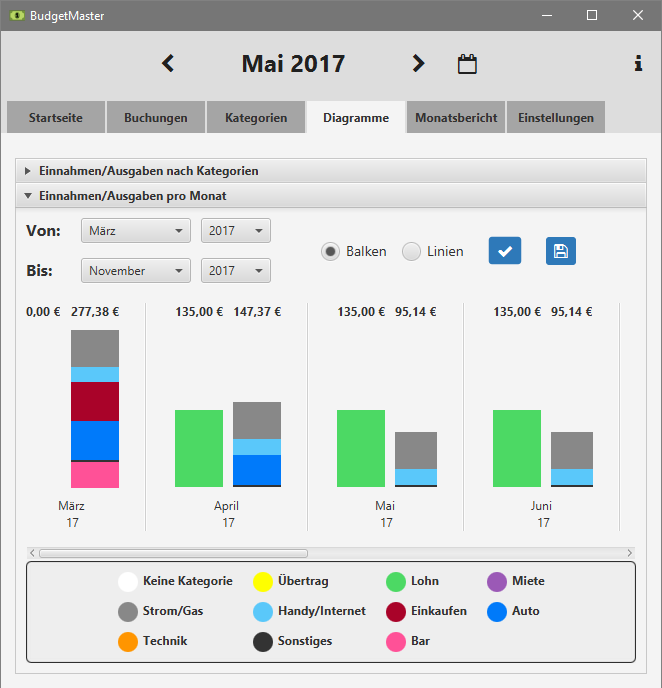 BudgetMaster
Mai 2017
Startseite Buchungen Kategorien Diagramme Monatsbericht Einstellungen
Einnahmen/Ausgaben nach Kategorien
Einnahmen/Ausgaben pro Monat
Von: März 2017
Balken Linien
Bis: November 2017
0,00 € 277,38 € 135,00 € 147,37 € 135,00 € 95,14 € 135,00 € 95,14 €
März April Mai Juni
17 17 17 17
Keine Kategorie Übertrag Lohn Miete
Strom/Gas Handy/Internet Einkaufen Auto
Technik Sonstiges Bar